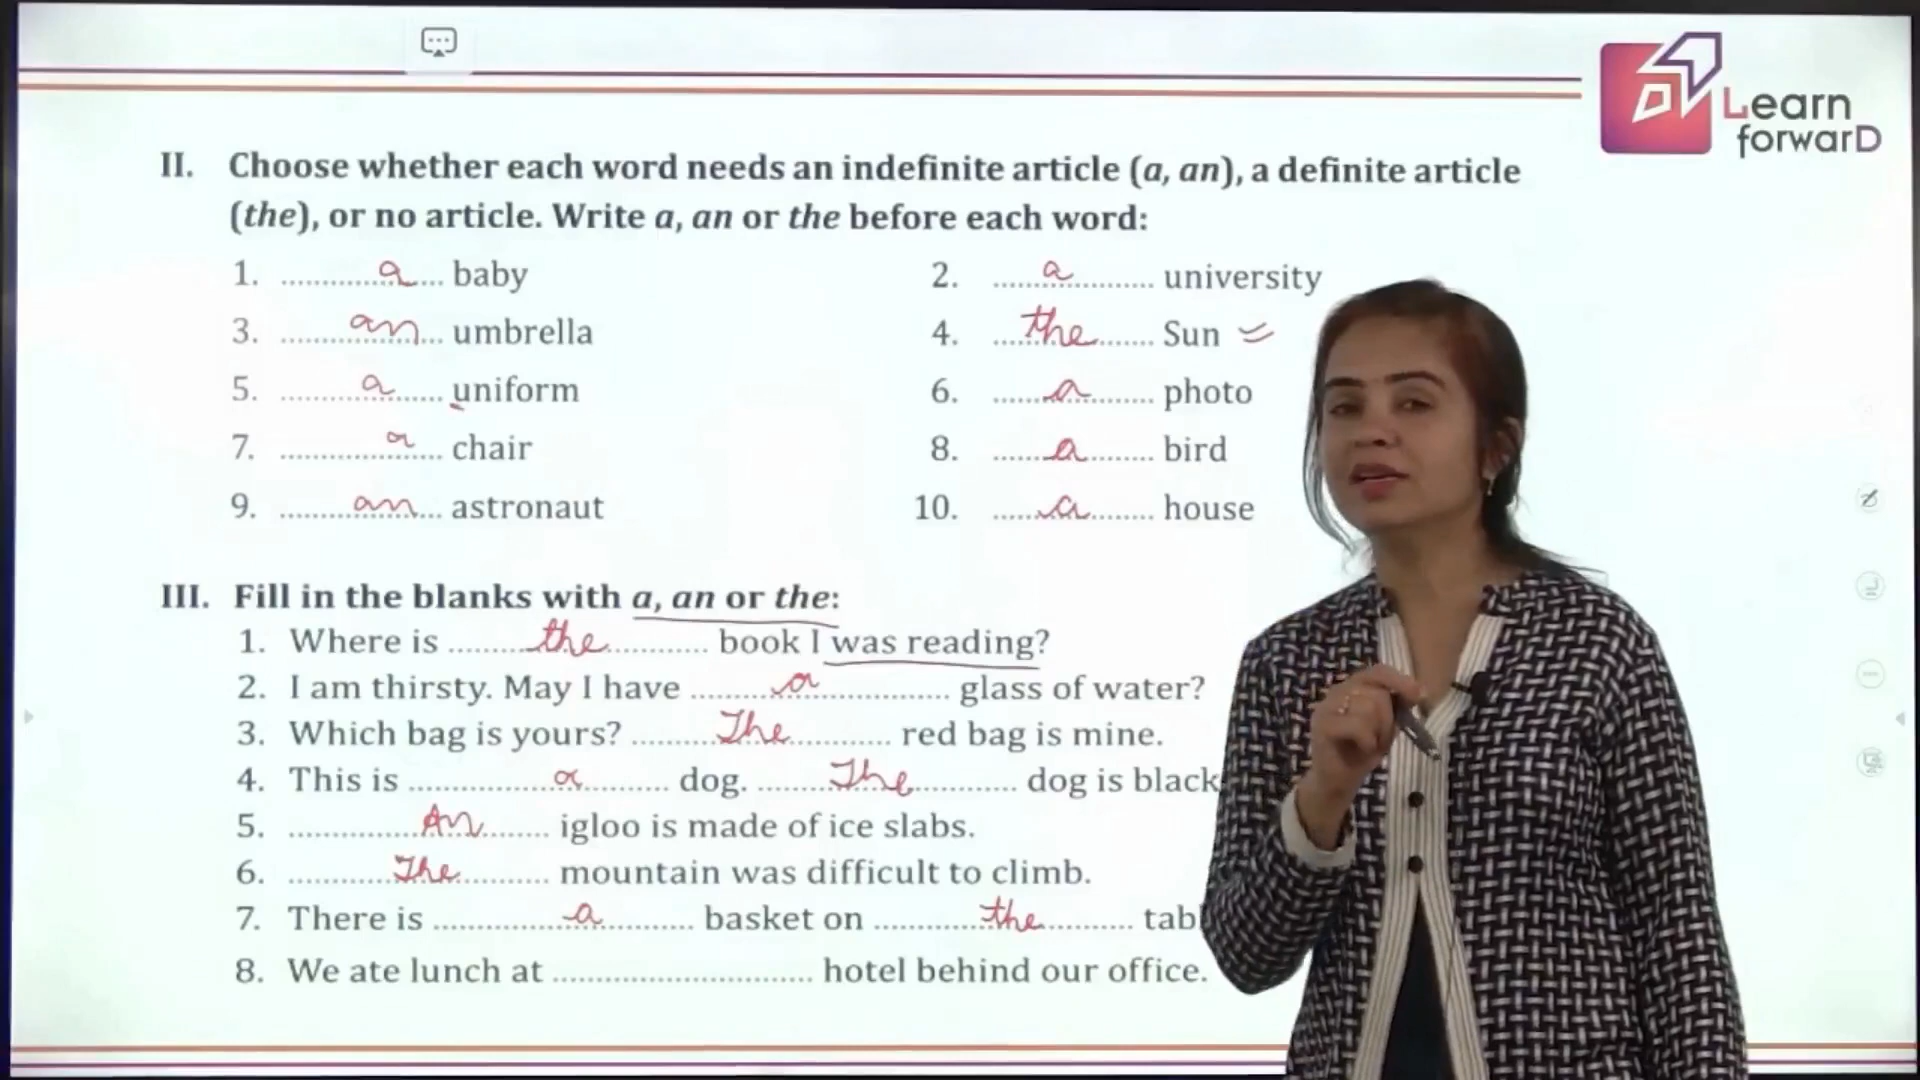 Learn
forwarD
II. Choose whether each word needs an indefinite article (a, an), a definite article
(the), or no article. Write a, an or the before each word:
1. ............a.... baby
2. ......a............ university
3. ........an... umbrella
4. ....the....... Sun
5. .........a...... uniform
6. ......a.......... photo
7. ............a.... chair
8. ......a......... bird
9. ........an... astronaut
10. .....a........ house
III. Fill in the blanks with a, an or the:
1. Where is .........the........... book I was reading?
2. I am thirsty. May I have .........a............... glass of water?
3. Which bag is yours? .........The........... red bag is mine.
4. This is ...............a.......... dog. .......The............ dog is black
5. ..............An....... igloo is made of ice slabs.
6. ...........The.......... mountain was difficult to climb.
7. There is .............a.......... basket on ...........the.......... tabl
8. We ate lunch at ............................ hotel behind our office.